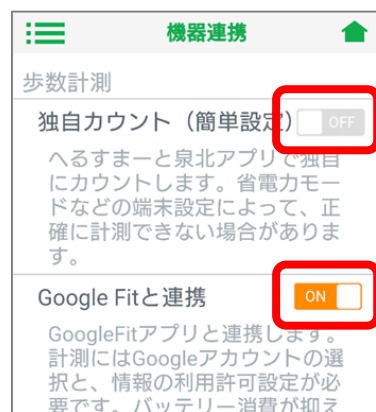 機器連携
歩数計測
独自カウント（簡単設定） OFF
へるすまーと泉北アプリで独自
にカウントします。省電力モー
ドなどの端末設定によって、正
確に計測できない場合がありま
す。
Google Fitと連携 ON
GoogleFitアプリと連携します。
計測にはGoogleアカウントの選
択と、情報の利用許可設定が必
要です。バッテリー消費が抑え